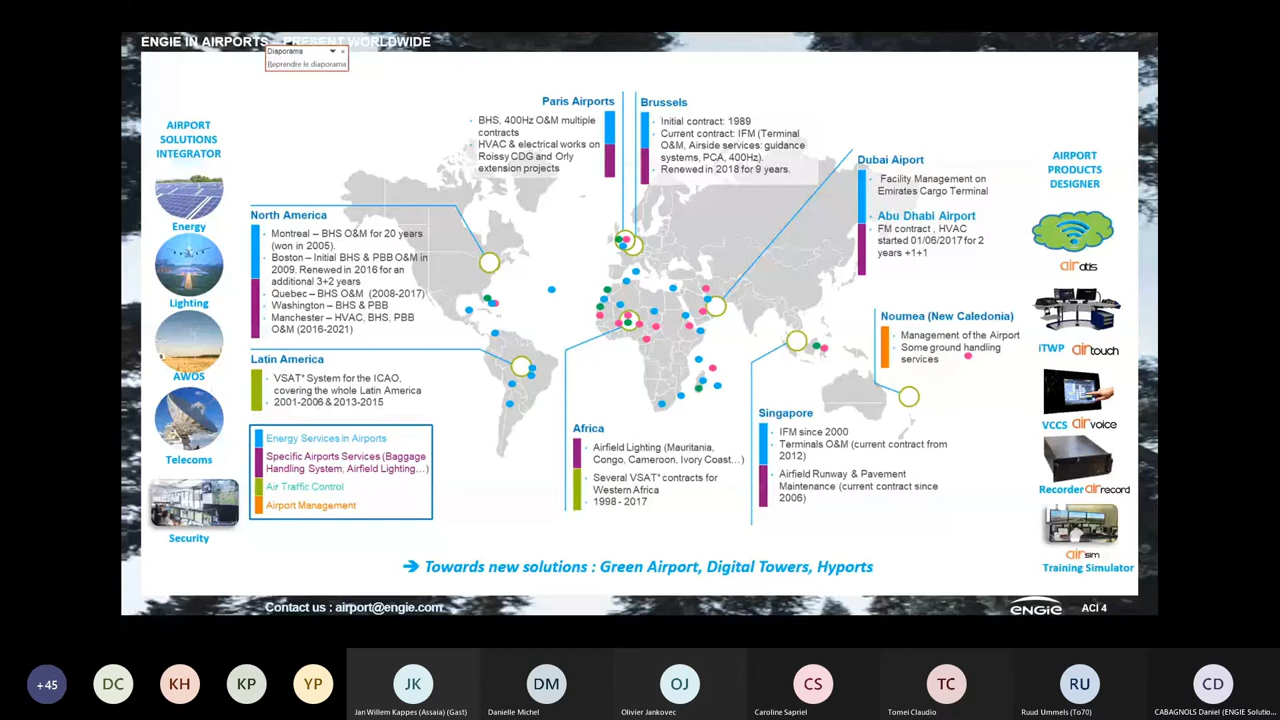 ENGIE IN AIRPORTS - PRESENT WORLDWIDE
Diaporama
Reprendre le diaporama
AIRPORT
SOLUTIONS
INTEGRATOR
Energy
Lighting
AWOS
Telecoms
Security
Paris Airports
BHS, 400Hz O&M multiple
contracts
HVAC & electrical works on
Roissy CDG and Orly
extension projects
Brussels
Initial contract: 1989
Current contract: IFM (Terminal
O&M, Airside services: guidance
systems, PCA, 400Hz).
Renewed in 2018 for 9 years.
Dubai Aiport
Facility Management on
Emirates Cargo Terminal
Abu Dhabi Airport
FM contract , HVAC
started 01/06/2017 for 2
years +1+1
North America
Montreal – BHS O&M for 20 years
(won in 2005).
Boston – Initial BHS & PBB O&M in
2009. Renewed in 2016 for an
additional 3+2 years
Quebec – BHS O&M (2008-2017)
Washington – BHS & PBB
Manchester – HVAC, BHS, PBB
O&M (2016-2021)
Latin America
VSAT* System for the ICAO,
covering the whole Latin America
2001-2006 & 2013-2015
Energy Services in Airports
Specific Airports Services (Baggage
Handling System, Airfield Lighting…)
Air Traffic Control
Airport Management
Africa
Airfield Lighting (Mauritania,
Congo, Cameroon, Ivory Coast…)
Several VSAT* contracts for
Western Africa
1998 - 2017
Singapore
IFM since 2000
Terminals O&M (current contract from
2012)
Airfield Runway & Pavement
Maintenance (current contract since
2006)
Noumea (New Caledonia)
Management of the Airport
Some ground handling
services
AIRPORT
PRODUCTS
DESIGNER
airatis
iTWP airtouch
VCCS airvoice
Recorder airrecord
airsim
Training Simulator
➔ Towards new solutions : Green Airport, Digital Towers, Hyports
Contact us : airport@engie.com
ENGIE
ACI 4
+45
DC
KH
KP
YP
JK
Jan Willem Kappes (Assaia) (Gast)
DM
Danielle Michel
OJ
Olivier Jankovec
CS
Caroline Sapriel
TC
Tomei Claudio
RU
Ruud Ummels (To70)
CD
CABAGNOLS Daniel (ENGIE Solutio...